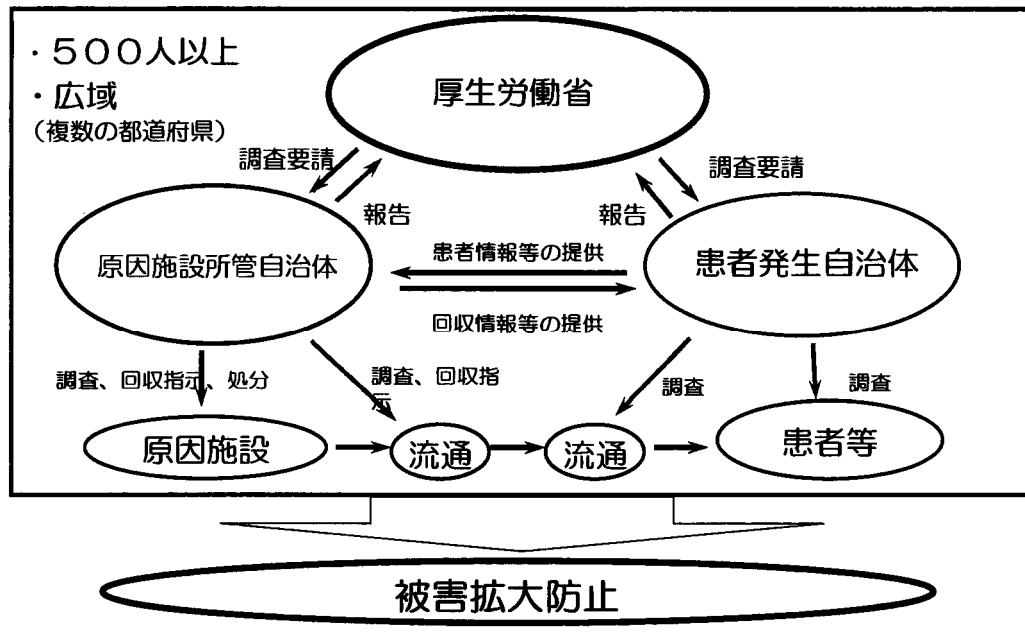 ・５００人以上
・広域
（複数の都道府県）
厚生労働省
調査要請
報告
調査要請
報告
原因施設所管自治体
患者情報等の提供
回収情報等の提供
患者発生自治体
調査、回収指示、処分
調査、回収指
示
調査
調査
原因施設
流通
流通
患者等
被害拡大防止